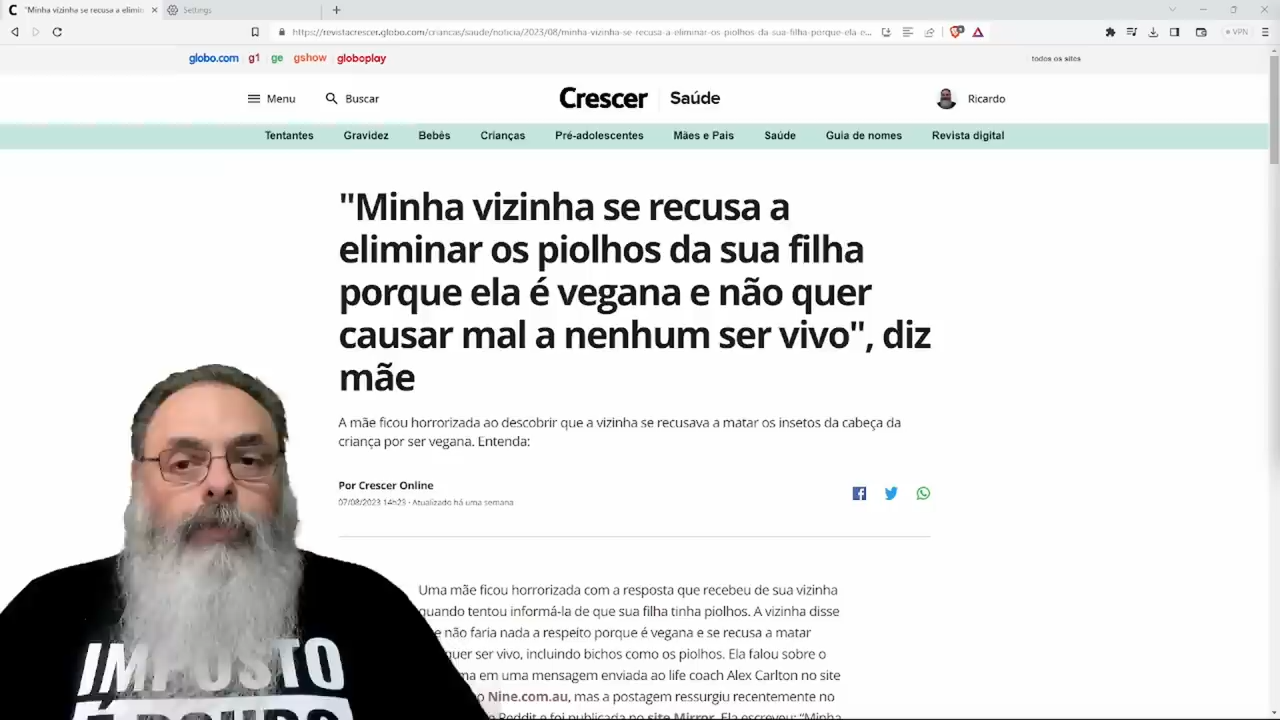 "Minha vizinha se recusa a elimin
Settings
https://revistacrescer.globo.com/criancas/saude/noticia/2023/08/minha-vizinha-se-recusa-a-eliminar-os-piolhos-da-sua-filha-porque-ela-e...
VPN
globo.com g1 ge gshow globoplay
todos os sites
Menu
Buscar
Crescer
Saúde
Ricardo
Tentantes Gravidez Bebês Crianças Pré-adolescentes Mães e Pais Saúde Guia de nomes Revista digital
"Minha vizinha se recusa a
eliminar os piolhos da sua filha
porque ela é vegana e não quer
causar mal a nenhum ser vivo", diz
mãe
A mãe ficou horrorizada ao descobrir que a vizinha se recusava a matar os insetos da cabeça da
criança por ser vegana. Entenda:
Por Crescer Online
07/08/2023 14h23 · Atualizado há uma semana
Uma mãe ficou horrorizada com a resposta que recebeu de sua vizinha
quando tentou informá-la de que sua filha tinha piolhos. A vizinha disse
não faria nada a respeito porque é vegana e se recusa a matar
quer ser vivo, incluindo bichos como os piolhos. Ela falou sobre o
ma em uma mensagem enviada ao life coach Alex Carlton no site
o Nine.com.au, mas a postagem ressurgiu recentemente no
Reddit e foi publicada no site Mirror. Ela escreveu: "Minha
IMPOSTO